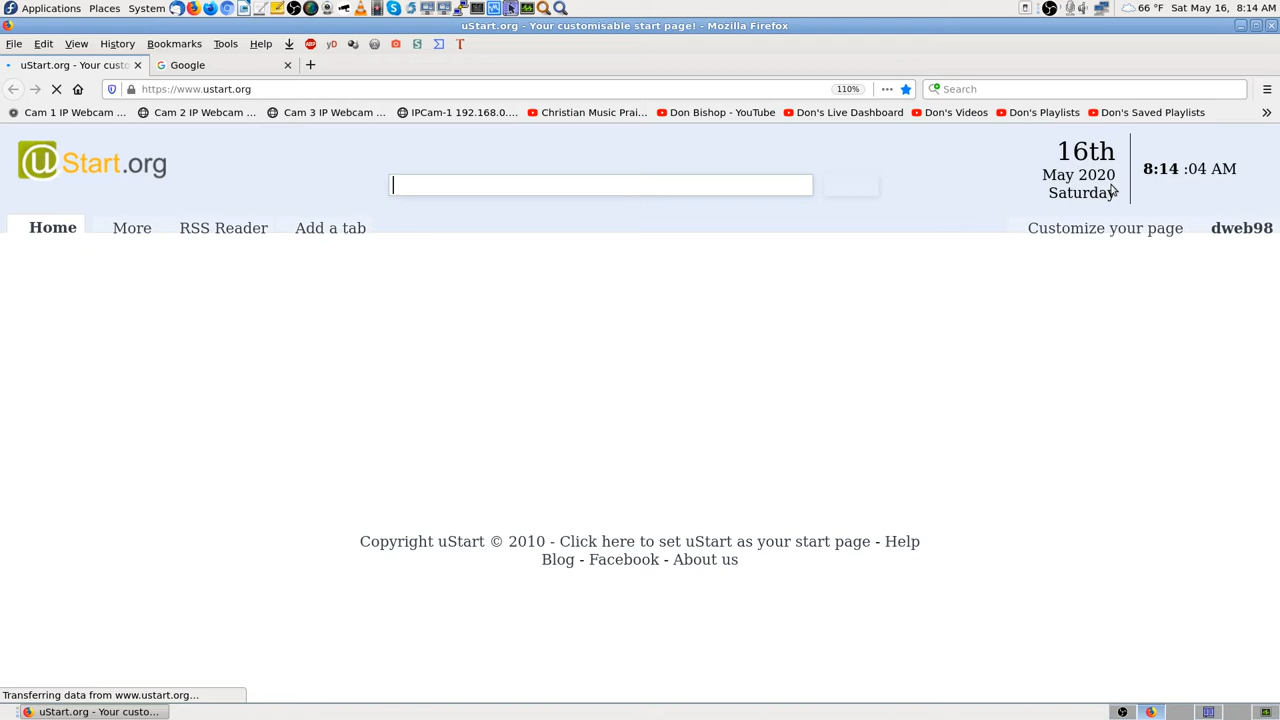 Applications Places System 66 °F Sat May 16, 8:14 AM
uStart.org - Your customisable start page! - Mozilla Firefox
File Edit View History Bookmarks Tools Help
uStart.org - Your custo Google
https://www.ustart.org 110% Search
Cam 1 IP Webcam ... Cam 2 IP Webcam ... Cam 3 IP Webcam ... IPCam-1 192.168.0.... Christian Music Prai... Don Bishop - YouTube Don's Live Dashboard Don's Videos Don's Playlists Don's Saved Playlists
uStart.org
16th
May 2020
Saturday
8:14 :04 AM
Home More RSS Reader Add a tab Customize your page dweb98
Copyright uStart © 2010 - Click here to set uStart as your start page - Help
Blog - Facebook - About us
Transferring data from www.ustart.org...
uStart.org - Your custo...